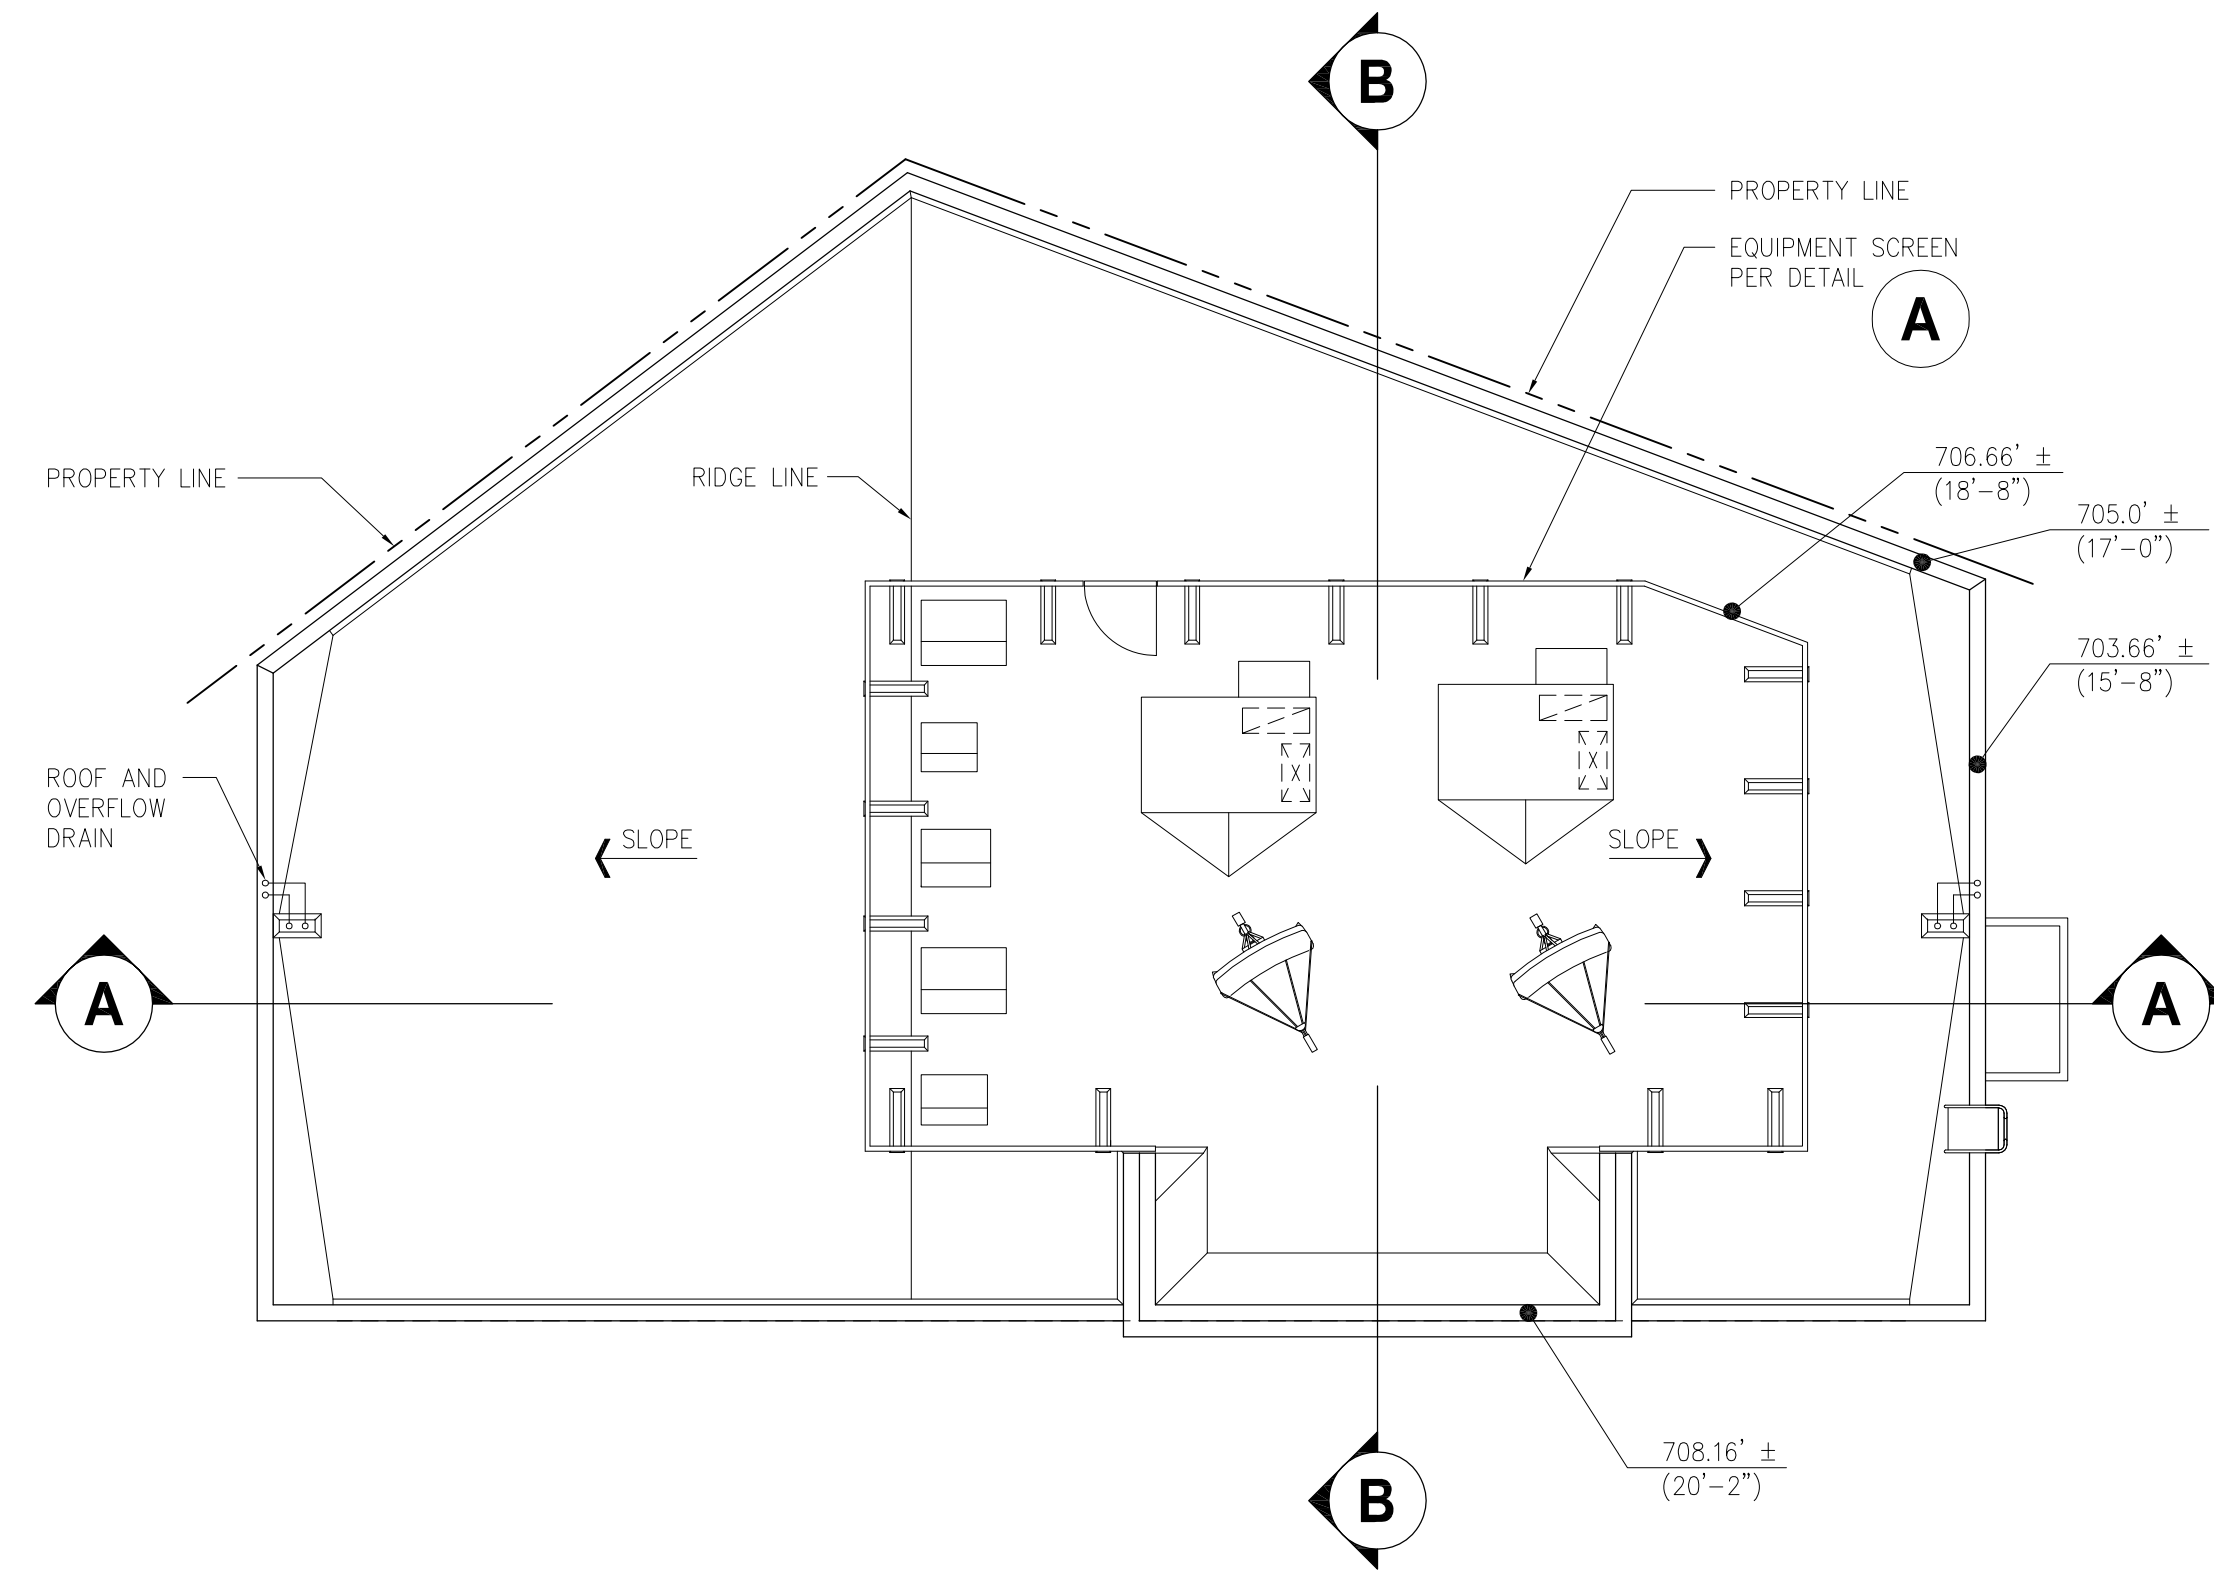 B
PROPERTY LINE
EQUIPMENT SCREEN
PER DETAIL
A
706.66' ±
(18'-8")
PROPERTY LINE
RIDGE LINE
705.0' ±
(17'-0")
703.66' ±
(15'-8")
ROOF AND
OVERFLOW
DRAIN
SLOPE
SLOPE
A
A
708.16' ±
(20'-2")
B